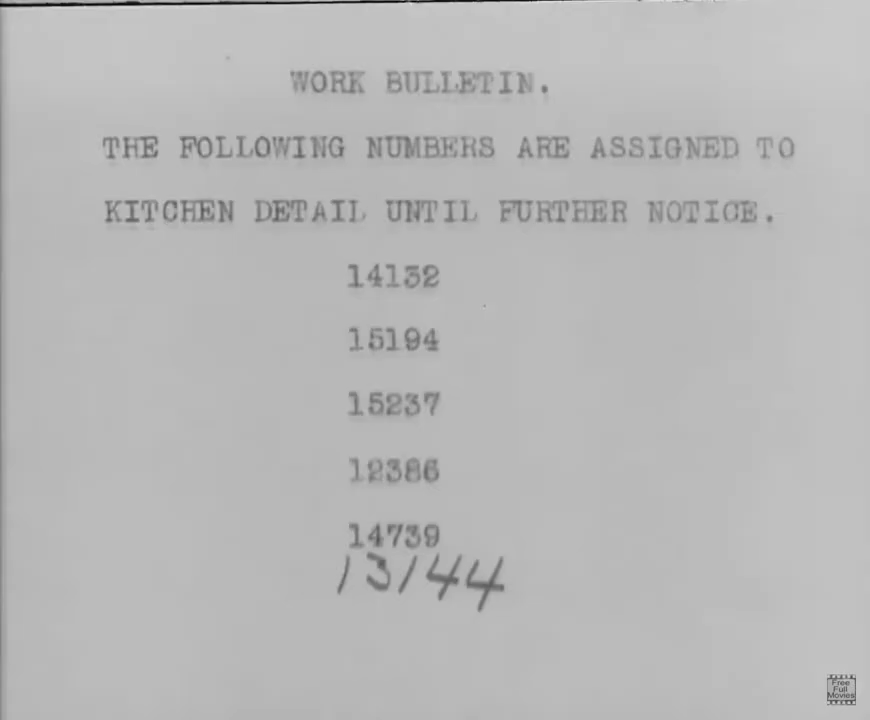 WORK BULLETIN.
THE FOLLOWING NUMBERS ARE ASSIGNED TO
KITCHEN DETAIL UNTIL FURTHER NOTICE.
14132
15194
15237
12386
14739
13144
Free
Full
Movies